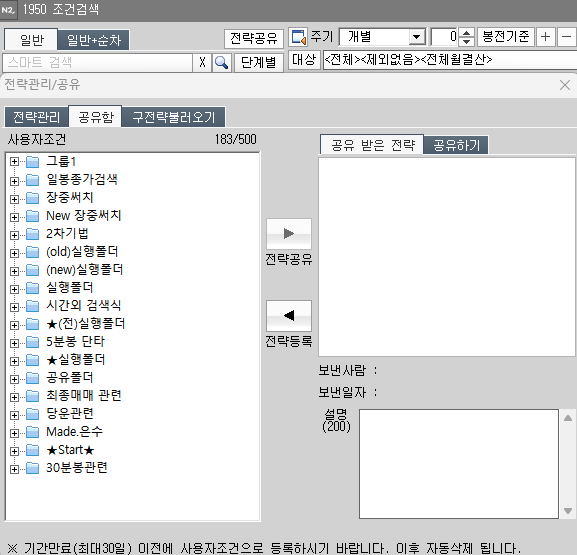 N2, 1950 조건검색
일반 일반+순차 전략공유 주기 개별 0 봉전기준 + -
스마트 검색 X 단계별 대상 <전체><제외없음><전체월결산>
전략관리/공유
전략관리 공유함 구전략불러오기
사용자조건 183/500
공유 받은 전략 공유하기
그룹1
일봉종가검색
장중써치
New 장중써치
2차기법
(old)실행폴더
(new)실행폴더
실행폴더
시간외 검색식
★(전)실행폴더
5분봉 단타
★실행폴더
공유폴더
최종매매 관련
당운관련
Made.은수
★Start★
30분봉관련
전략공유
전략등록
보낸사람 :
보낸일자 :
설명
(200)
※ 기간만료(최대30일) 이전에 사용자조건으로 등록하시기 바랍니다. 이후 자동삭제 됩니다.